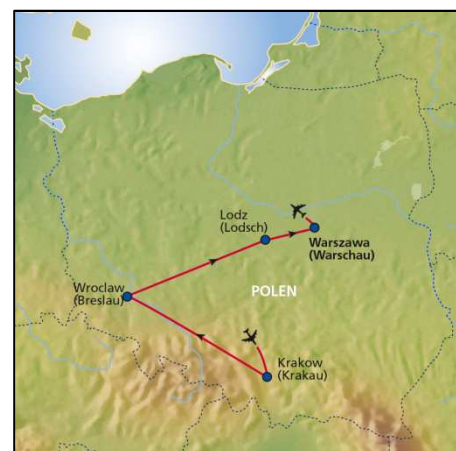 Lodz
(Lodsch)
Warszawa
(Warschau)
Wroclaw
(Breslau)
POLEN
Krakow
(Krakau)